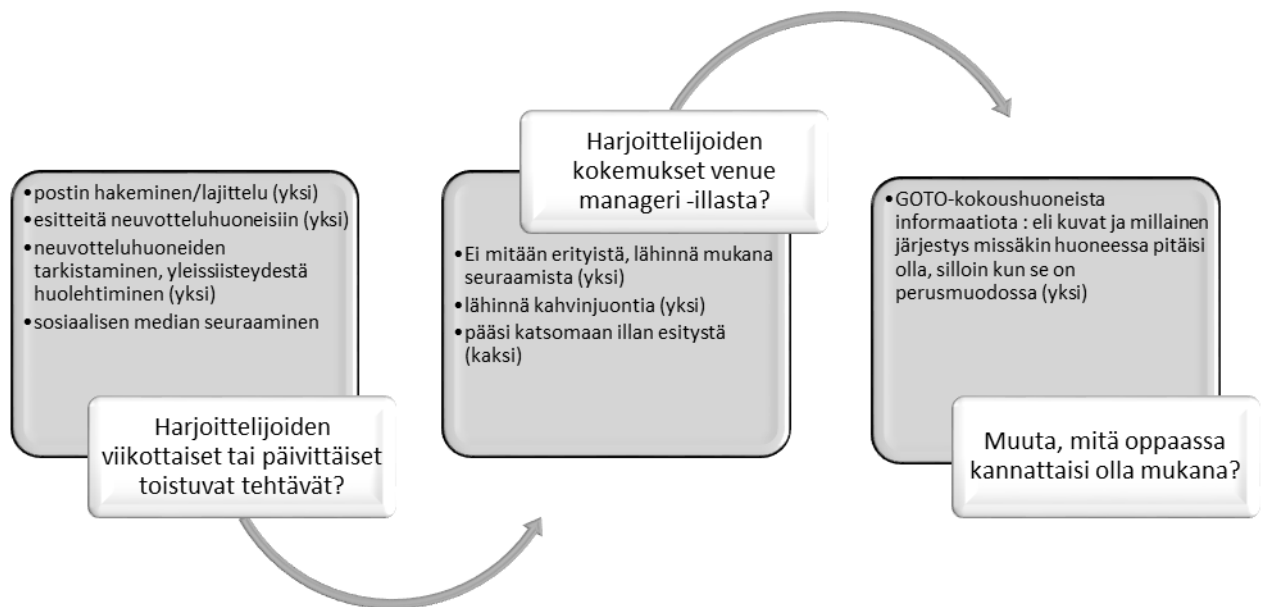 •postin hakeminen/lajittelu (yksi)
•esitteitä neuvotteluhuoneisiin (yksi)
•neuvotteluhuoneiden
tarkistaminen, yleissiisteydestä
huolehtiminen (yksi)
•sosiaalisen median seuraaminen
Harjoittelijoiden
viikottaiset tai päivittäiset
toistuvat tehtävät?
Harjoittelijoiden
kokemukset venue
manageri -illasta?
•Ei mitään erityistä, lähinnä mukana
seuraamista (yksi)
•lähinnä kahvinjuontia (yksi)
•pääsi katsomaan illan esitystä
(kaksi)
•GOTO-kokoushuoneista
informaatiota : eli kuvat ja millainen
järjestys missäkin huoneessa pitäisi
olla, silloin kun se on
perusmuodossa (yksi)
Muuta, mitä oppaassa
kannattaisi olla mukana?